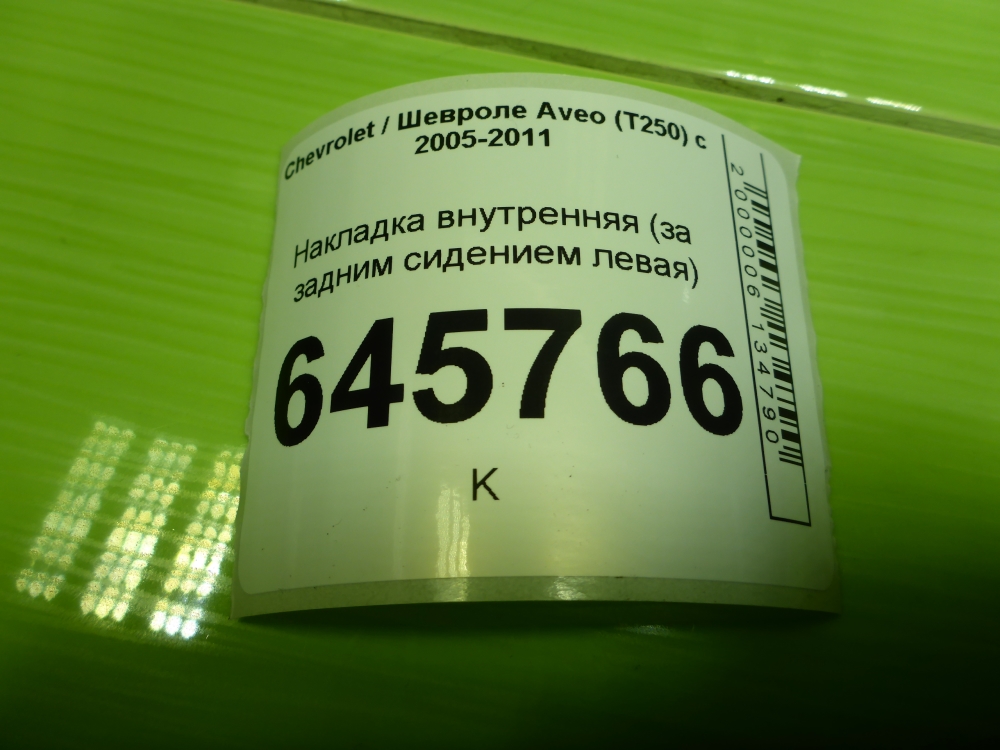 Chevrolet / Шевроле Aveo (T250) с
2005-2011
Накладка внутренняя (за
задним сидением левая)
645766
К
2000006134790